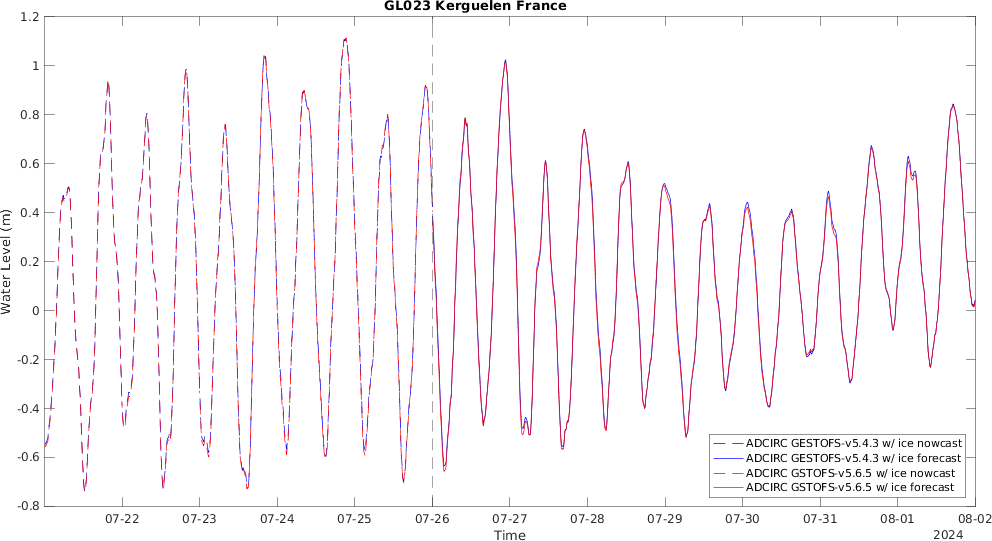 GL023 Kerguelen France
1.2
1
0.8
0.6
0.4
0.2
0
-0.2
-0.4
-0.6
-0.8
Water Level (m)
ADCIRC GESTOFS-v5.4.3 w/ ice nowcast
ADCIRC GESTOFS-v5.4.3 w/ ice forecast
ADCIRC GSTOFS-v5.6.5 w/ ice nowcast
ADCIRC GSTOFS-v5.6.5 w/ ice forecast
07-22 07-23 07-24 07-25 07-26 07-27 07-28 07-29 07-30 07-31 08-01 08-02
Time
2024